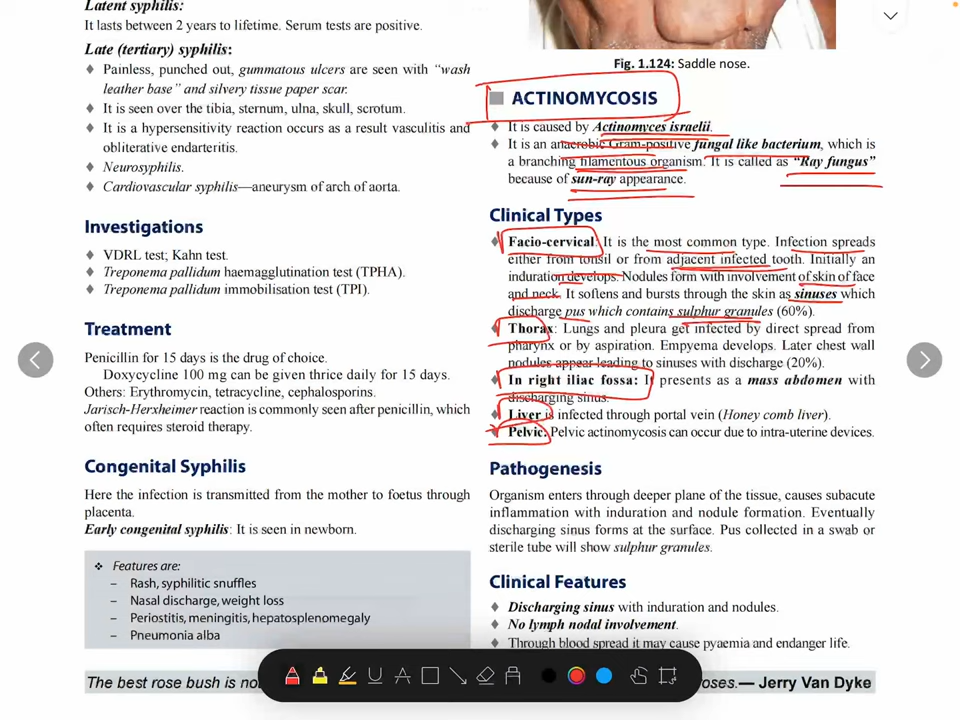 Latent syphilis:
It lasts between 2 years to lifetime. Serum tests are positive.
Late (tertiary) syphilis:
Painless, punched out, gummatous ulcers are seen with “wash
leather base” and silvery tissue paper scar.
It is seen over the tibia, sternum, ulna, skull, scrotum.
It is a hypersensitivity reaction occurs as a result vasculitis and
obliterative endarteritis.
Neurosyphilis.
Cardiovascular syphilis—aneurysm of arch of aorta.
Investigations
VDRL test; Kahn test.
Treponema pallidum haemagglutination test (TPHA).
Treponema pallidum immobilisation test (TPI).
Treatment
Penicillin for 15 days is the drug of choice.
Doxycycline 100 mg can be given thrice daily for 15 days.
Others: Erythromycin, tetracycline, cephalosporins.
Jarisch-Herxheimer reaction is commonly seen after penicillin, which
often requires steroid therapy.
Congenital Syphilis
Here the infection is transmitted from the mother to foetus through
placenta.
Early congenital syphilis: It is seen in newborn.
Features are:
– Rash, syphilitic snuffles
– Nasal discharge, weight loss
– Periostitis, meningitis, hepatosplenomegaly
– Pneumonia alba
Fig. 1.124: Saddle nose.
ACTINOMYCOSIS
It is caused by Actinomyces israelii.
It is an anaerobic Gram-positive fungal like bacterium, which is
a branching filamentous organism. It is called as “Ray fungus”
because of sun-ray appearance.
Clinical Types
Facio-cervical: It is the most common type. Infection spreads
either from tonsil or from adjacent infected tooth. Initially an
induration develops. Nodules form with involvement of skin of face
and neck. It softens and bursts through the skin as sinuses which
discharge pus which contains sulphur granules (60%).
Thorax: Lungs and pleura get infected by direct spread from
pharynx or by aspiration. Empyema develops. Later chest wall
nodules appear leading to sinuses with discharge (20%).
In right iliac fossa: It presents as a mass abdomen with
discharging sinus.
Liver is infected through portal vein (Honey comb liver).
Pelvic: Pelvic actinomycosis can occur due to intra-uterine devices.
Pathogenesis
Organism enters through deeper plane of the tissue, causes subacute
inflammation with induration and nodule formation. Eventually
discharging sinus forms at the surface. Pus collected in a swab or
sterile tube will show sulphur granules.
Clinical Features
Discharging sinus with induration and nodules.
No lymph nodal involvement.
Through blood spread it may cause pyaemia and endanger life.
The best rose bush is no
oses.— Jerry Van Dyke